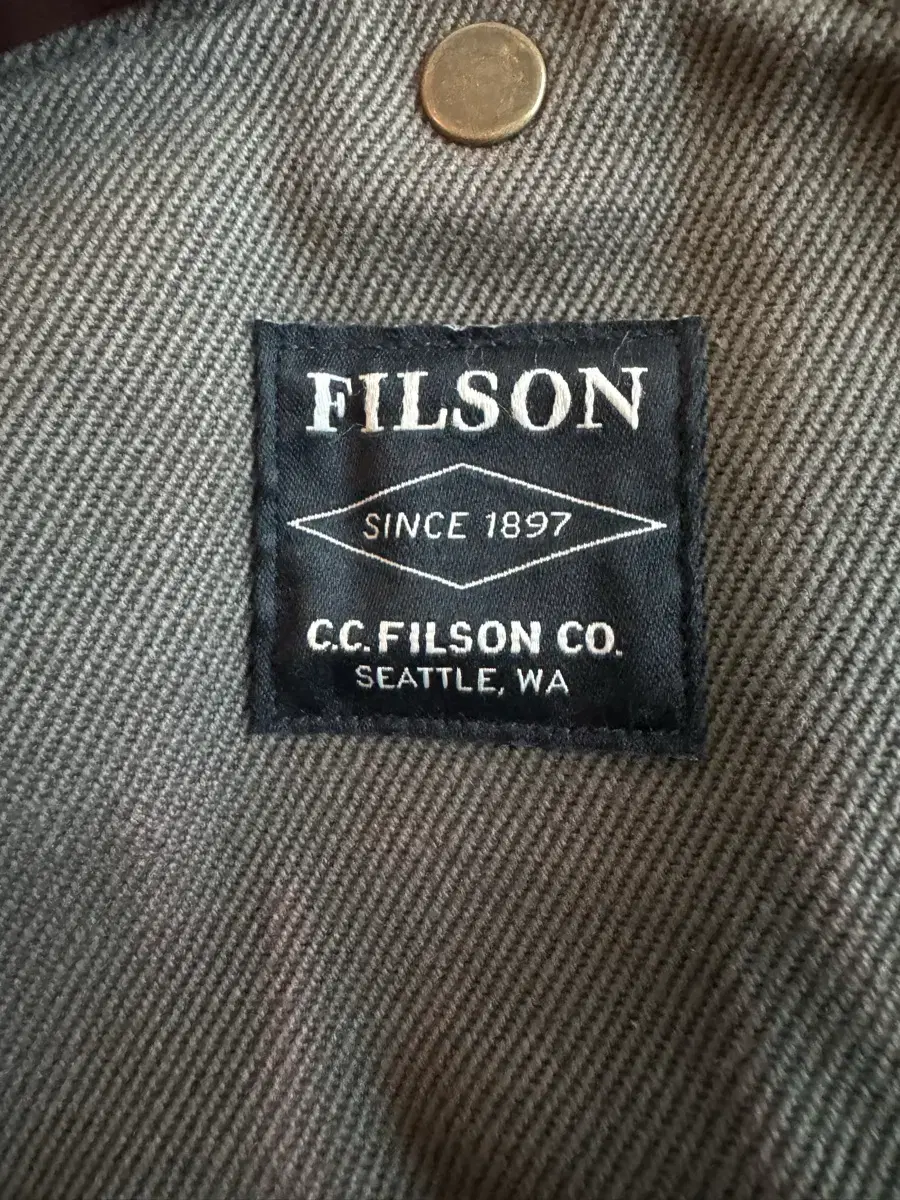 FILSON
SINCE 1897
C.C. FILSON CO.
SEATTLE, WA